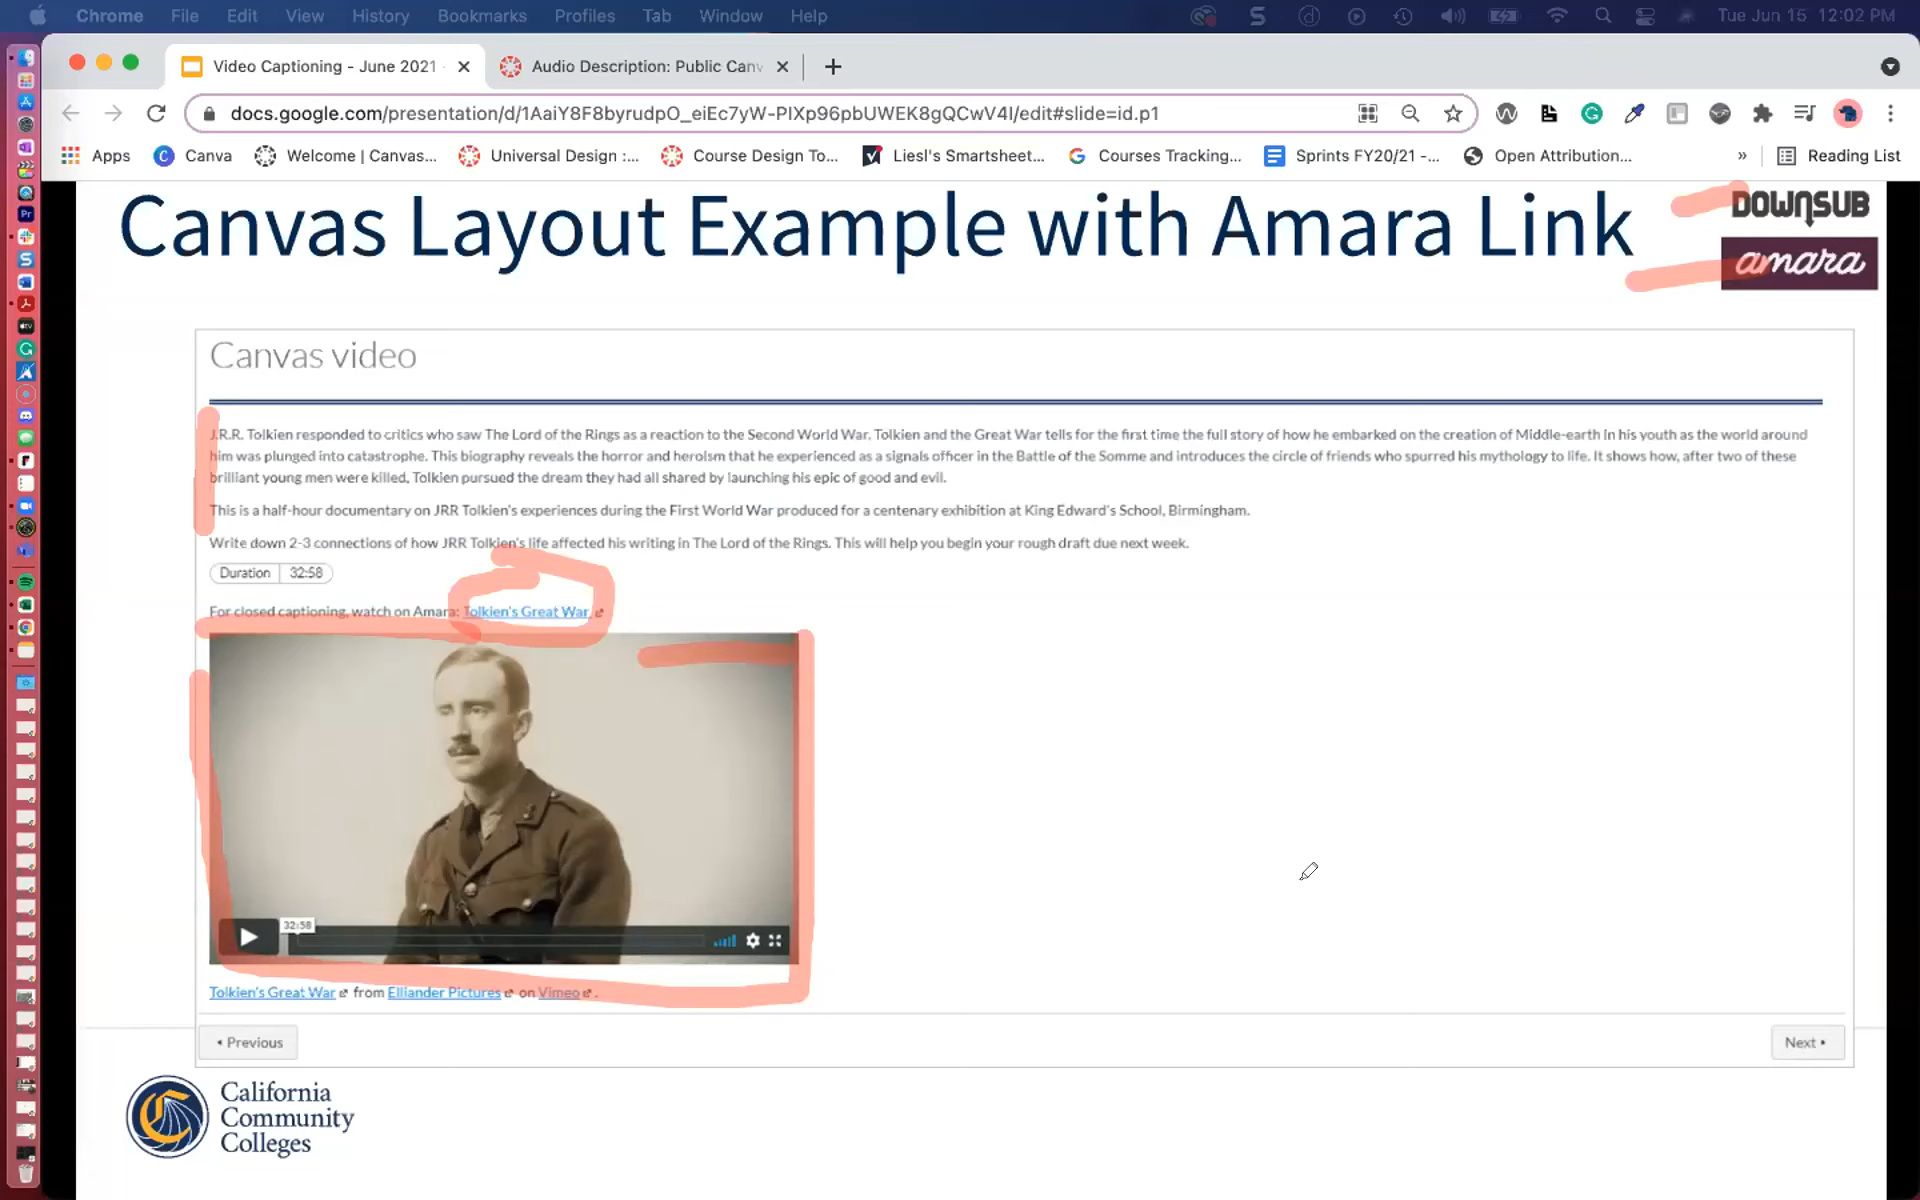 Chrome File Edit View History Bookmarks Profiles Tab Window Help Tue Jun 15 12:02 PM
Video Captioning - June 2021 Audio Description: Public Canv
docs.google.com/presentation/d/1AaiY8F8byrudpO_eiEc7yW-PIXp96pbUWEK8gQCwV4I/edit#slide=id.p1
Apps Canva Welcome | Canvas... Universal Design :... Course Design To... Liesl's Smartsheet... Courses Tracking,... Sprints FY20/21 -... Open Attribution... » Reading List
Canvas Layout Example with Amara Link
DOWNSUB
amara
Canvas video
J.R.R. Tolkien responded to critics who saw The Lord of the Rings as a reaction to the Second World War. Tolkien and the Great War tells for the first time the full story of how he embarked on the creation of Middle-earth in his youth as the world around
him was plunged into catastrophe. This biography reveals the horror and heroism that he experienced as a signals officer in the Battle of the Somme and introduces the circle of friends who spurred his mythology to life. It shows how, after two of these
brilliant young men were killed, Tolkien pursued the dream they had all shared by launching his epic of good and evil.
This is a half-hour documentary on JRR Tolkien's experiences during the First World War produced for a centenary exhibition at King Edward's School, Birmingham.
Write down 2-3 connections of how JRR Tolkien's life affected his writing in The Lord of the Rings. This will help you begin your rough draft due next week.
Duration 32:58
For closed captioning, watch on Amara: Tolkien's Great War
32:58
Tolkien's Great War from Elliander Pictures on Vimeo.
Previous Next
California
Community
Colleges